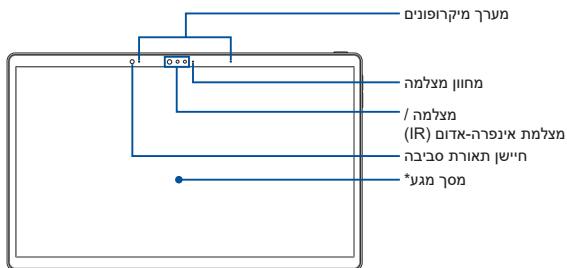 מערך מיקרופונים
מחוון מצלמה
מצלמה /
מצלמת אינפרה-אדום (IR)
חיישן תאורת סביבה
מסך מגע*